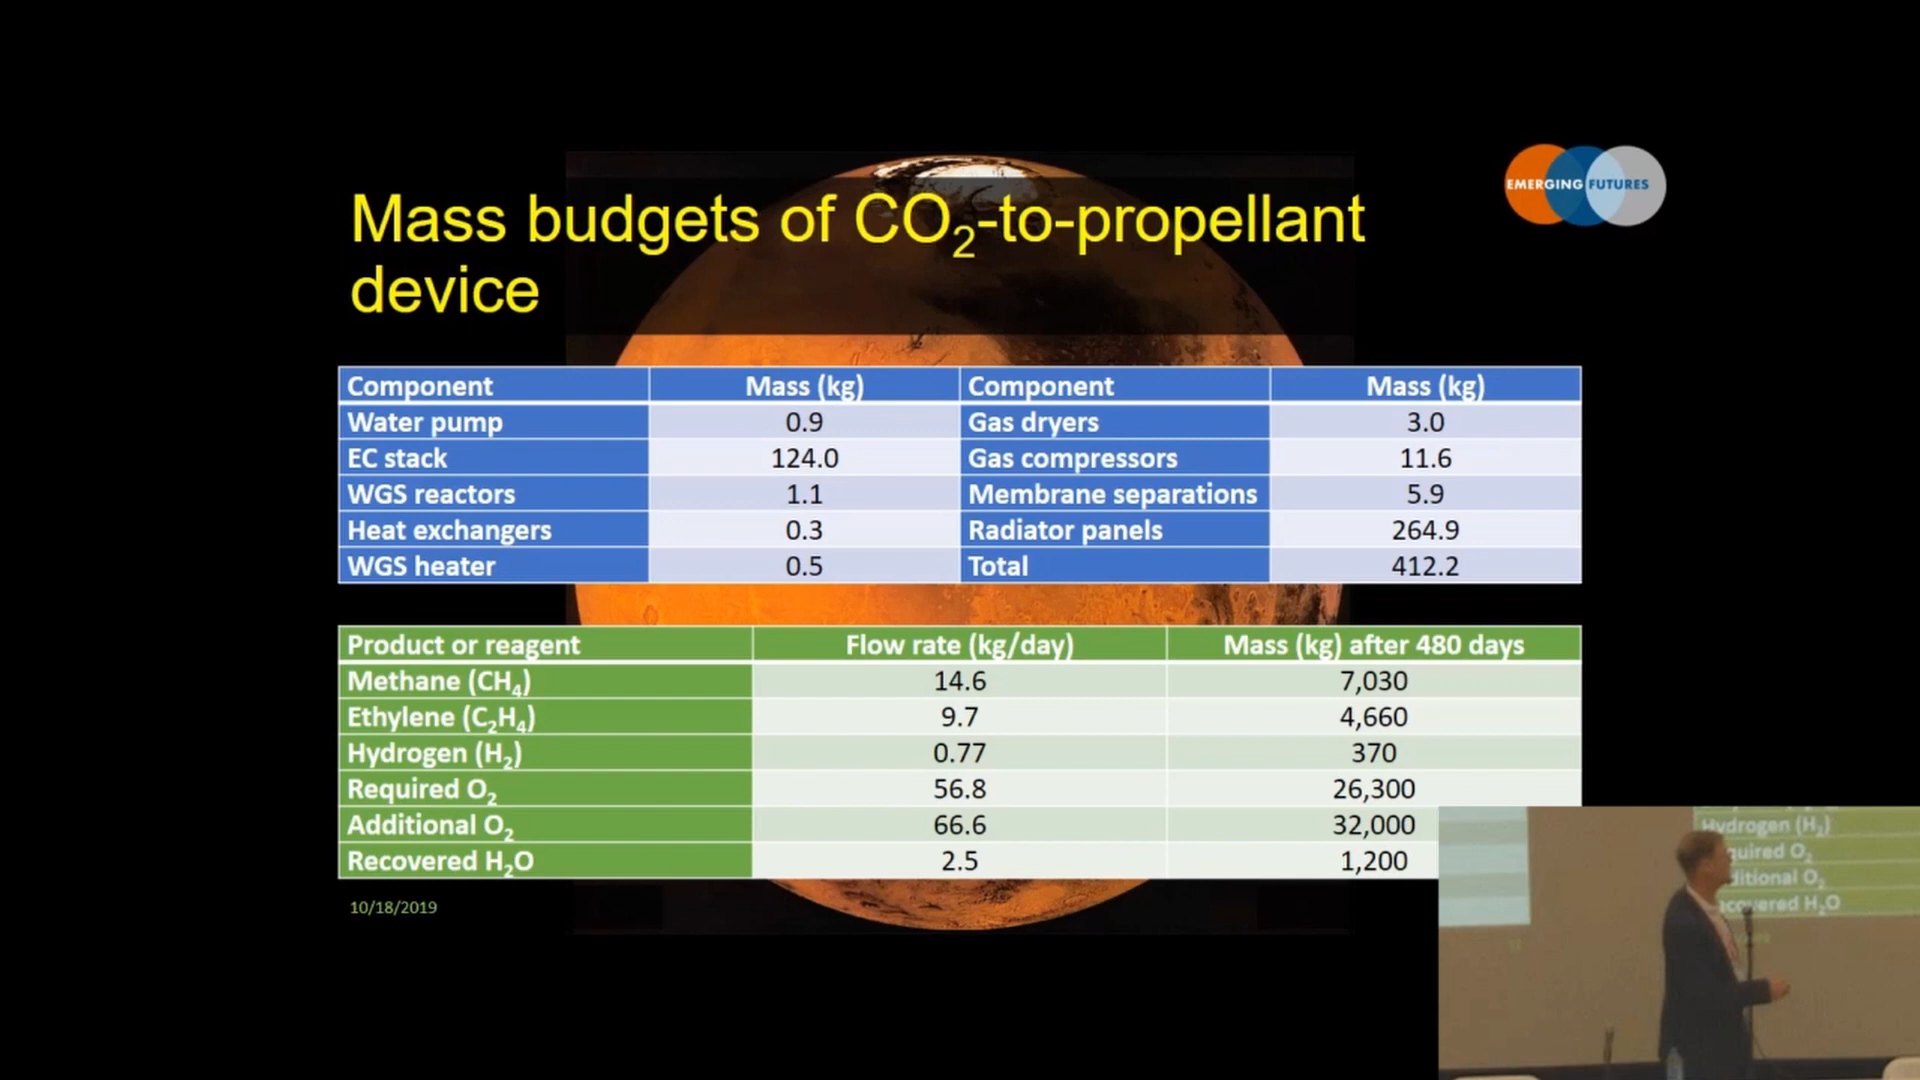 EMERGING FUTURES
Mass budgets of CO₂-to-propellant
device
Component Mass (kg) Component Mass (kg)
Water pump 0.9 Gas dryers 3.0
EC stack 124.0 Gas compressors 11.6
WGS reactors 1.1 Membrane separations 5.9
Heat exchangers 0.3 Radiator panels 264.9
WGS heater 0.5 Total 412.2
Product or reagent Flow rate (kg/day) Mass (kg) after 480 days
Methane (CH₄) 14.6 7,030
Ethylene (C₂H₄) 9.7 4,660
Hydrogen (H₂) 0.77 370
Required O₂ 56.8 26,300
Additional O₂ 66.6 32,000
Recovered H₂O 2.5 1,200
10/18/2019
Hydrogen (H₂)
quired O₂
ditional O₂
covered H₂O